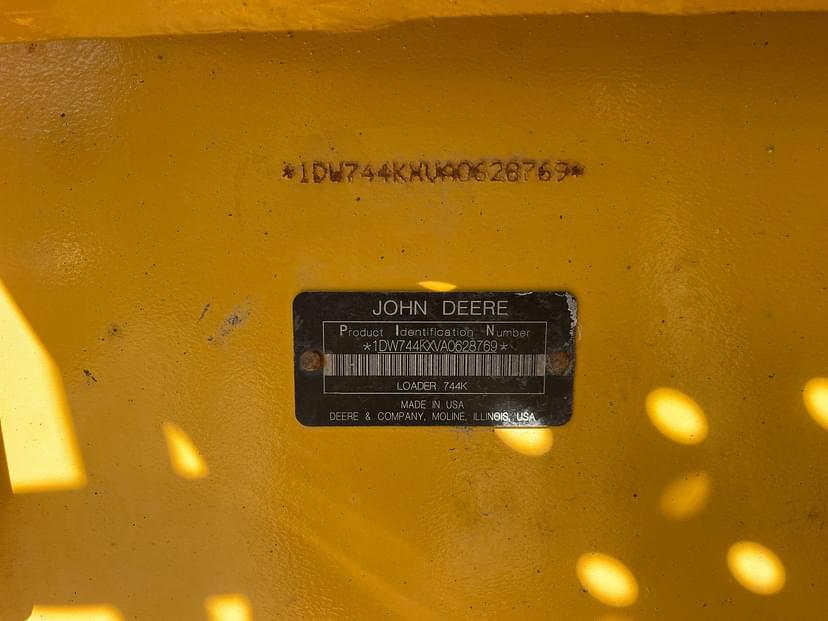 *1DW744KXVA0628769*
JOHN DEERE
Product Identification Number
*1DW744KXVA0628769*
LOADER 744K
MADE IN USA
DEERE & COMPANY, MOLINE, ILLINOIS, USA